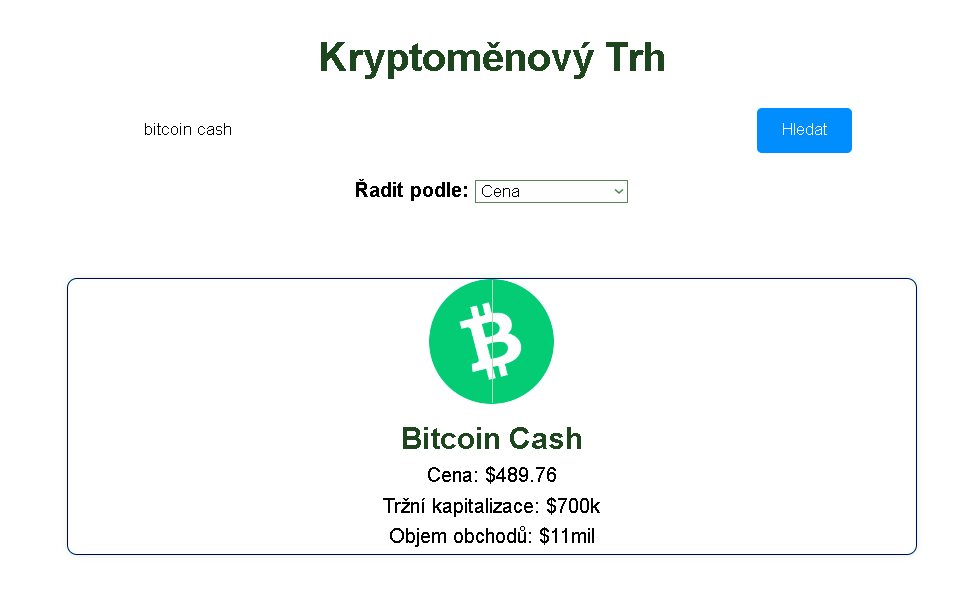 Kryptoměnový Trh
bitcoin cash
Hledat
Řadit podle: Cena
Bitcoin Cash
Cena: $489.76
Tržní kapitalizace: $700k
Objem obchodů: $11mil